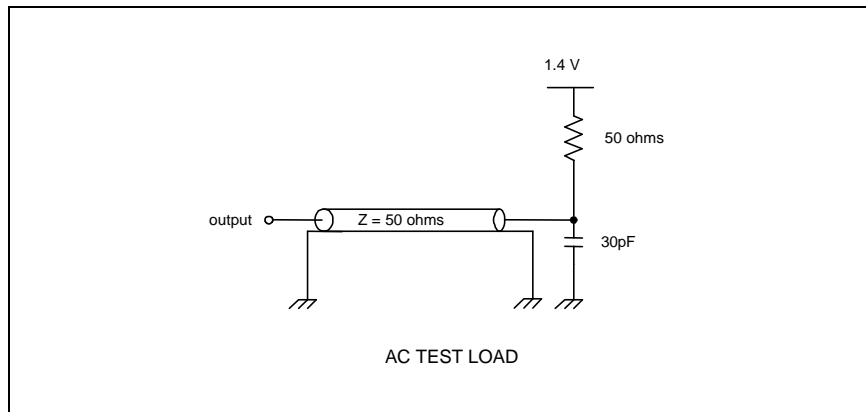 1.4 V
50 ohms
output
Z = 50 ohms
30pF
AC TEST LOAD